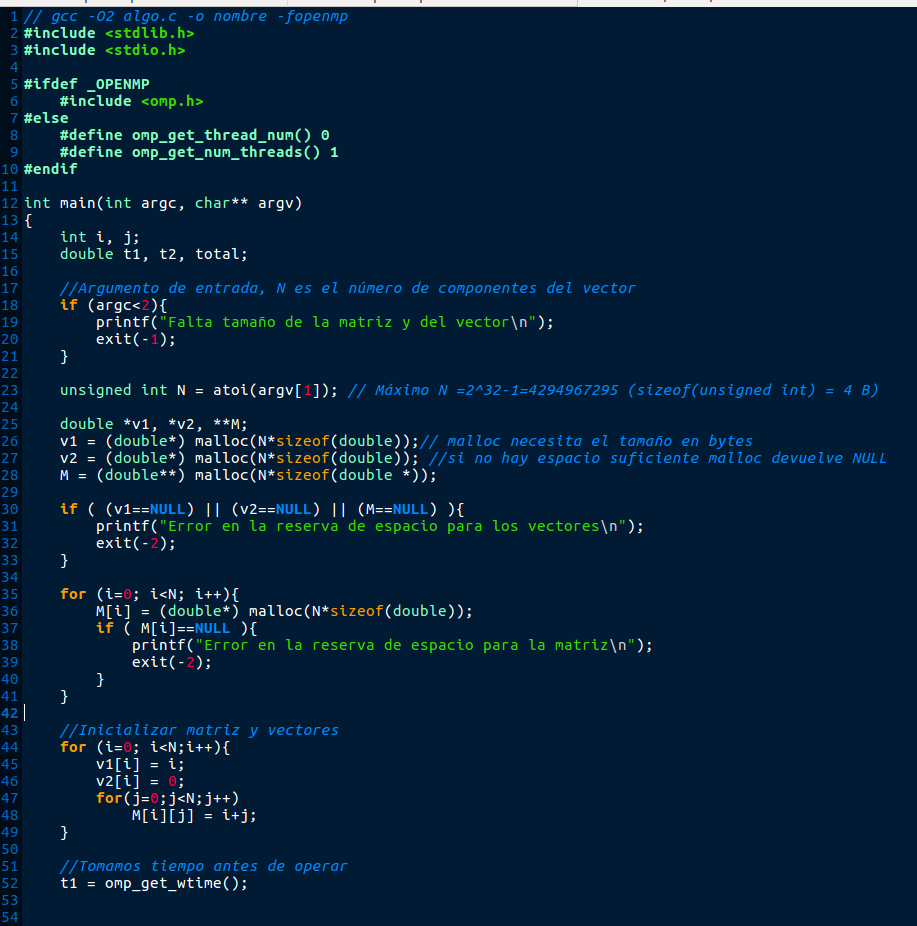 1 // gcc -O2 algo.c -o nombre -fopenmp
2 #include <stdlib.h>
3 #include <stdio.h>
4
5 #ifdef _OPENMP
6     #include <omp.h>
7 #else
8     #define omp_get_thread_num() 0
9     #define omp_get_num_threads() 1
10 #endif
11
12 int main(int argc, char** argv)
13 {
14     int i, j;
15     double t1, t2, total;
16
17     //Argumento de entrada, N es el número de componentes del vector
18     if (argc<2){
19         printf("Falta tamaño de la matriz y del vector\n");
20         exit(-1);
21     }
22
23     unsigned int N = atoi(argv[1]); // Máximo N =2^32-1=4294967295 (sizeof(unsigned int) = 4 B)
24
25     double *v1, *v2, **M;
26     v1 = (double*) malloc(N*sizeof(double));// malloc necesita el tamaño en bytes
27     v2 = (double*) malloc(N*sizeof(double)); //si no hay espacio suficiente malloc devuelve NULL
28     M = (double**) malloc(N*sizeof(double *));
29
30     if ( (v1==NULL) || (v2==NULL) || (M==NULL) ){
31         printf("Error en la reserva de espacio para los vectores\n");
32         exit(-2);
33     }
34
35     for (i=0; i<N; i++){
36         M[i] = (double*) malloc(N*sizeof(double));
37         if ( M[i]==NULL ){
38             printf("Error en la reserva de espacio para la matriz\n");
39             exit(-2);
40         }
41     }
42
43     //Inicializar matriz y vectores
44     for (i=0; i<N;i++){
45         v1[i] = i;
46         v2[i] = 0;
47         for(j=0;j<N;j++)
48             M[i][j] = i+j;
49     }
50
51     //Tomamos tiempo antes de operar
52     t1 = omp_get_wtime();
53
54